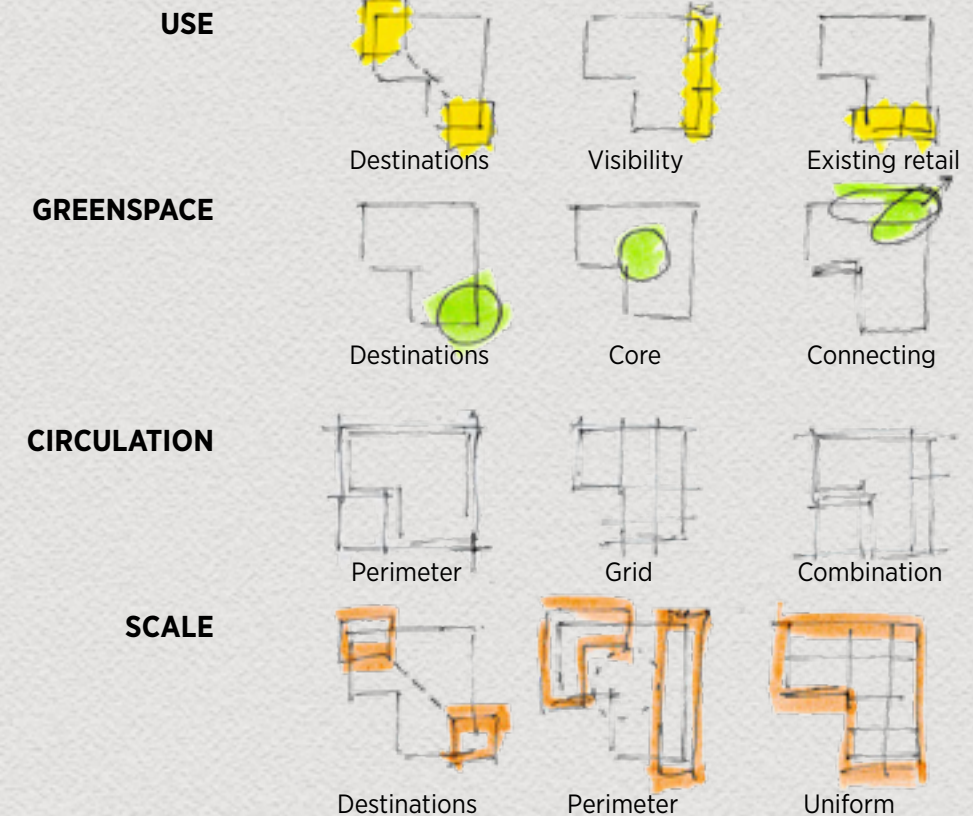 USE
Destinations Visibility Existing retail
GREENSPACE
Destinations Core Connecting
CIRCULATION
Perimeter Grid Combination
SCALE
Destinations Perimeter Uniform